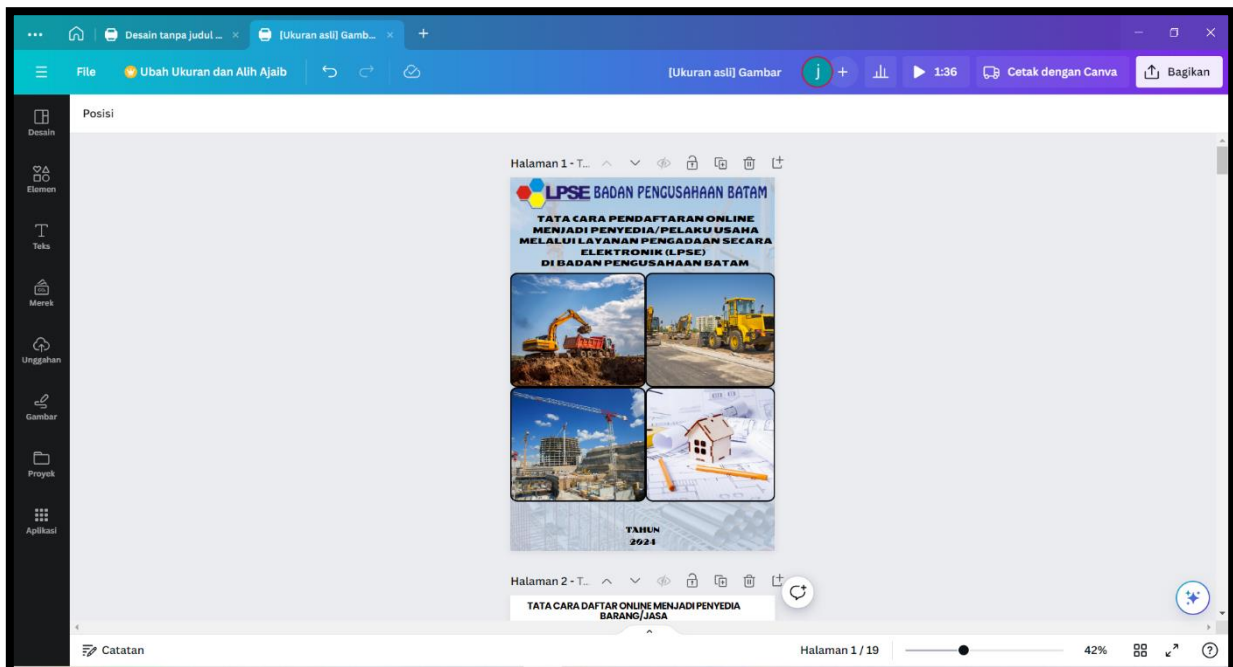 Desain tanpa judul ...
[Ukuran asli] Gamb...
File
Ubah Ukuran dan Alih Ajaib
[Ukuran asli] Gambar
j
1:36
Cetak dengan Canva
Bagikan
Posisi
Desain
Elemen
Teks
Merek
Unggahan
Gambar
Proyek
Aplikasi
Halaman 1 - T...
LPSE BADAN PENGUSAHAAN BATAM
TATA CARA PENDAFTARAN ONLINE
MENJADI PENYEDIA/PELAKU USAHA
MELALUI LAYANAN PENGADAAN SECARA
ELEKTRONIK (LPSE)
DI BADAN PENGUSAHAAN BATAM
TAHUN
2024
Halaman 2 - T...
TATA CARA DAFTAR ONLINE MENJADI PENYEDIA
BARANG/JASA
Catatan
Halaman 1 / 19
42%